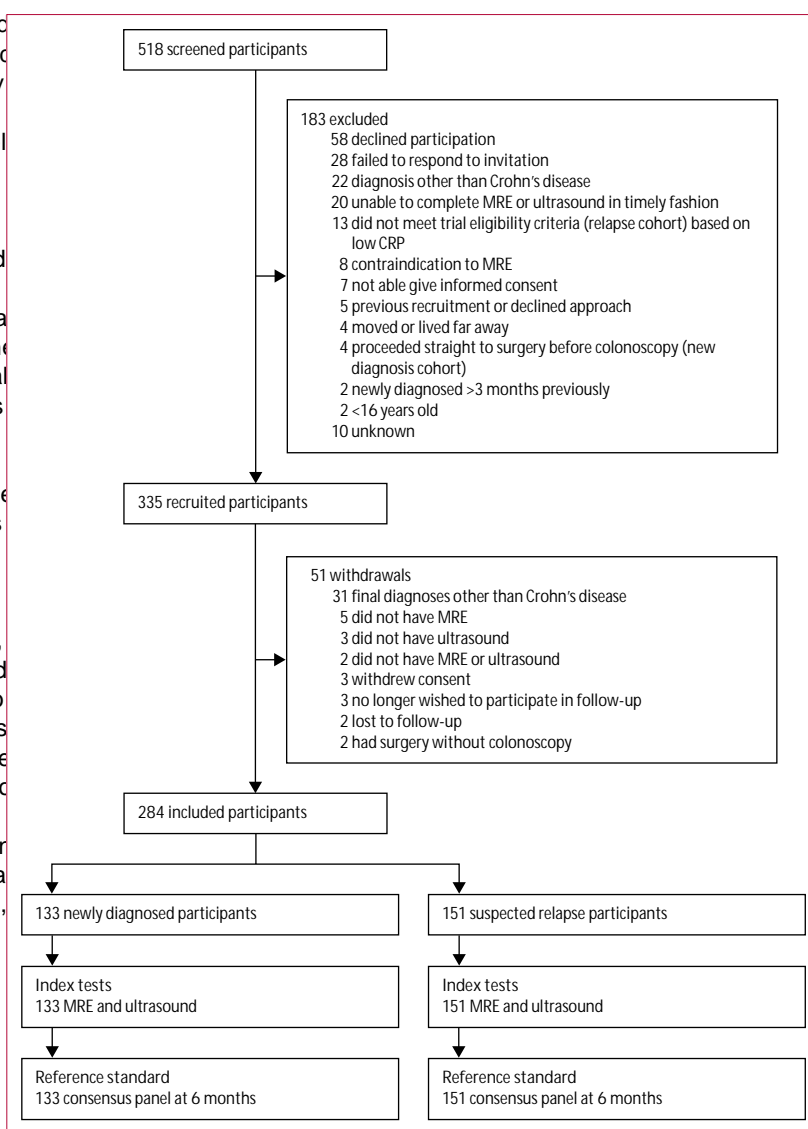 518 screened participants
183 excluded
58 declined participation
28 failed to respond to invitation
22 diagnosis other than Crohn's disease
20 unable to complete MRE or ultrasound in timely fashion
13 did not meet trial eligibility criteria (relapse cohort) based on
low CRP
8 contraindication to MRE
7 not able give informed consent
5 previous recruitment or declined approach
4 moved or lived far away
4 proceeded straight to surgery before colonoscopy (new
diagnosis cohort)
2 newly diagnosed >3 months previously
2 <16 years old
10 unknown
335 recruited participants
51 withdrawals
31 final diagnoses other than Crohn's disease
5 did not have MRE
3 did not have ultrasound
2 did not have MRE or ultrasound
3 withdrew consent
3 no longer wished to participate in follow-up
2 lost to follow-up
2 had surgery without colonoscopy
284 included participants
133 newly diagnosed participants
151 suspected relapse participants
Index tests
133 MRE and ultrasound
Index tests
151 MRE and ultrasound
Reference standard
133 consensus panel at 6 months
Reference standard
151 consensus panel at 6 months